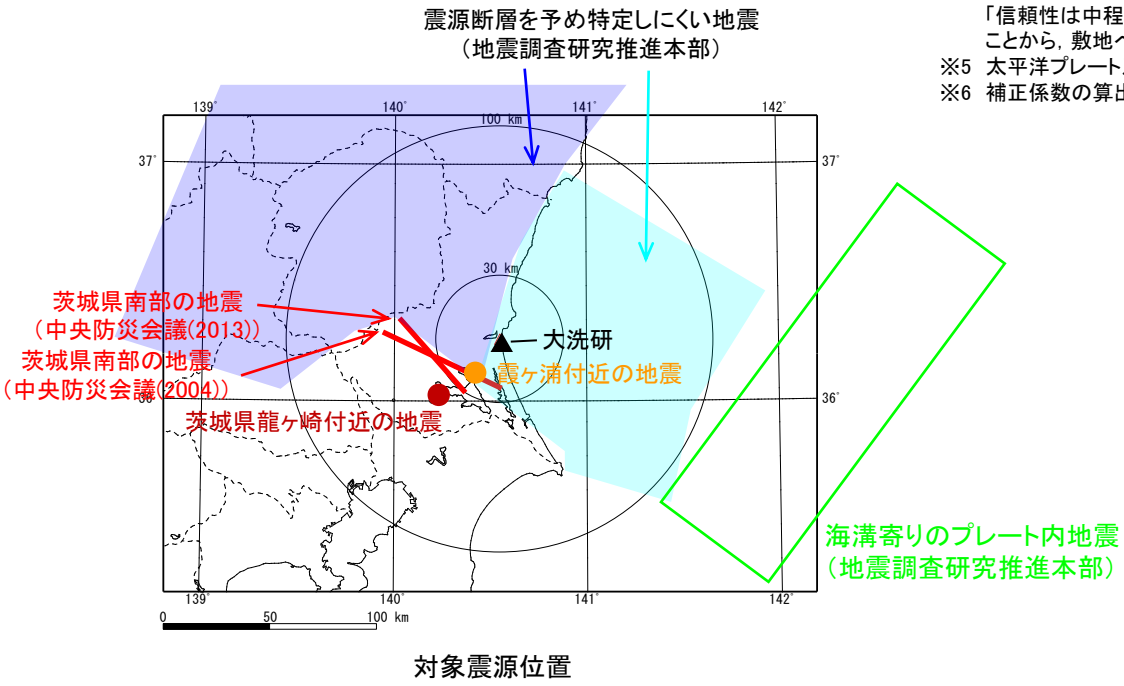 震源断層を予め特定しにくい地震
（地震調査研究推進本部）
「信頼性は中程
ことから，敷地へ
※5 太平洋プレート
※6 補正係数の算出
139°
140°
141°
142°
100 km
37°
37°
30 km
茨城県南部の地震
（中央防災会議(2013)）
大洗研
茨城県南部の地震
（中央防災会議(2004)）
霞ヶ浦付近の地震
36°
36°
茨城県龍ヶ崎付近の地震
海溝寄りのプレート内地震
（地震調査研究推進本部）
139°
140°
141°
142°
0 50 100 km
対象震源位置